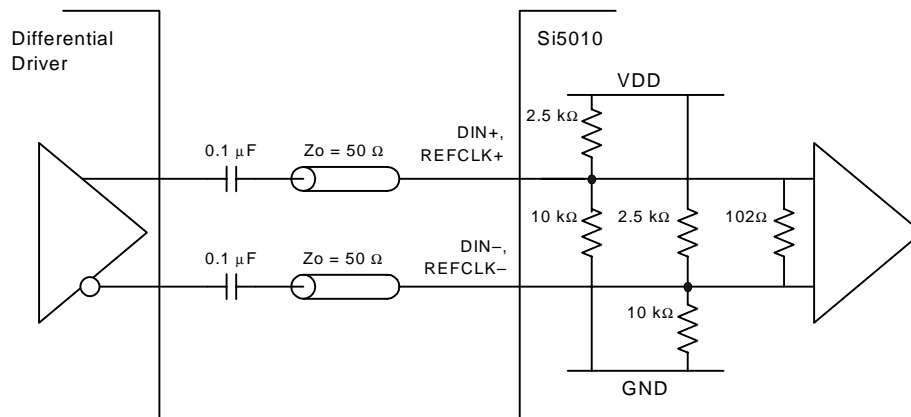 Differential
Driver
Si5010
VDD
2.5 kΩ
DIN+,
REFCLK+
0.1 μF
Zo = 50 Ω
10 kΩ
2.5 kΩ
102Ω
DIN–,
REFCLK–
0.1 μF
Zo = 50 Ω
10 kΩ
GND